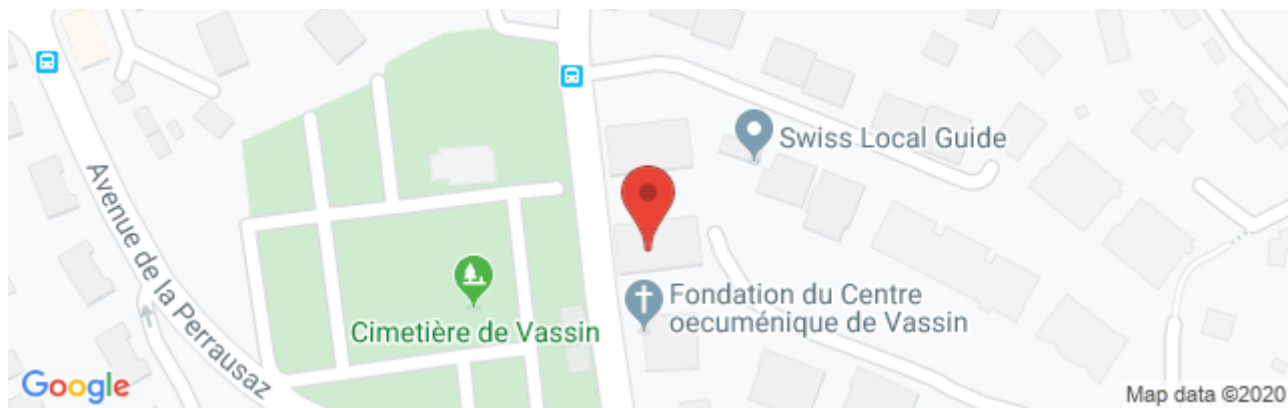 Swiss Local Guide
Avenue de la Perrausaz
Fondation du Centre
oecuménique de Vassin
Cimetière de Vassin
Google
Map data ©2020